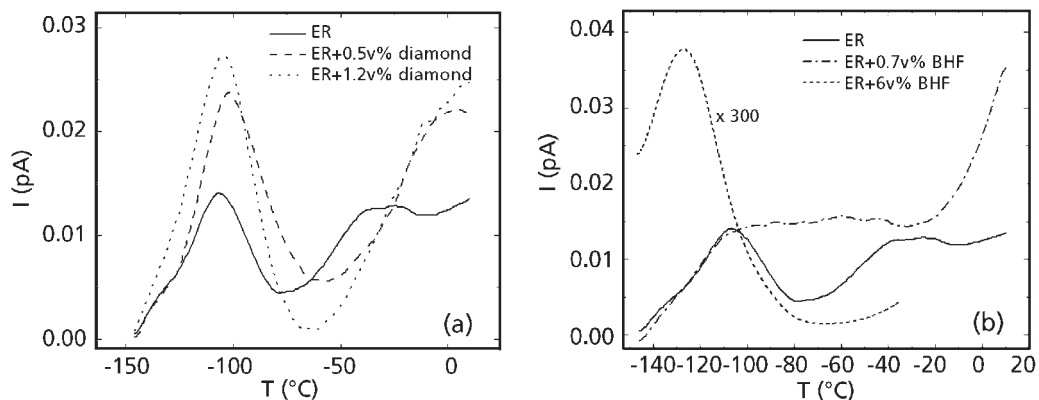 0.03
0.02
0.01
0.00
I (pA)
ER
ER+0.5v% diamond
ER+1.2v% diamond
(a)
-150
-100
-50
0
T (°C)
0.04
0.03
0.02
0.01
0.00
I (pA)
ER
ER+0.7v% BHF
ER+6v% BHF
x 300
(b)
-140-120-100 -80 -60 -40 -20 0 20
T (°C)